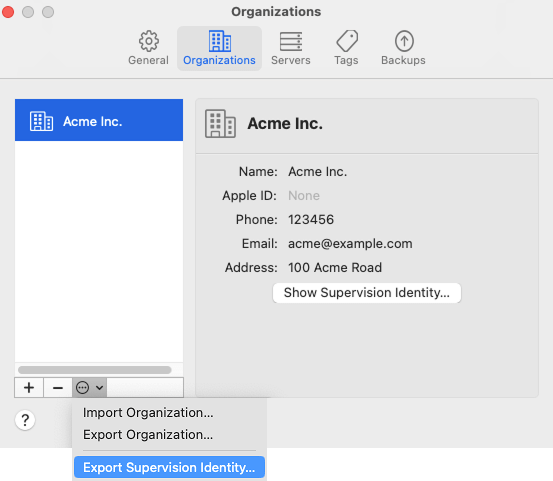 Organizations
General
Organizations
Servers
Tags
Backups
Acme Inc.
Acme Inc.
Name: Acme Inc.
Apple ID: None
Phone: 123456
Email: acme@example.com
Address: 100 Acme Road
Show Supervision Identity...
?
Import Organization...
Export Organization...
Export Supervision Identity...